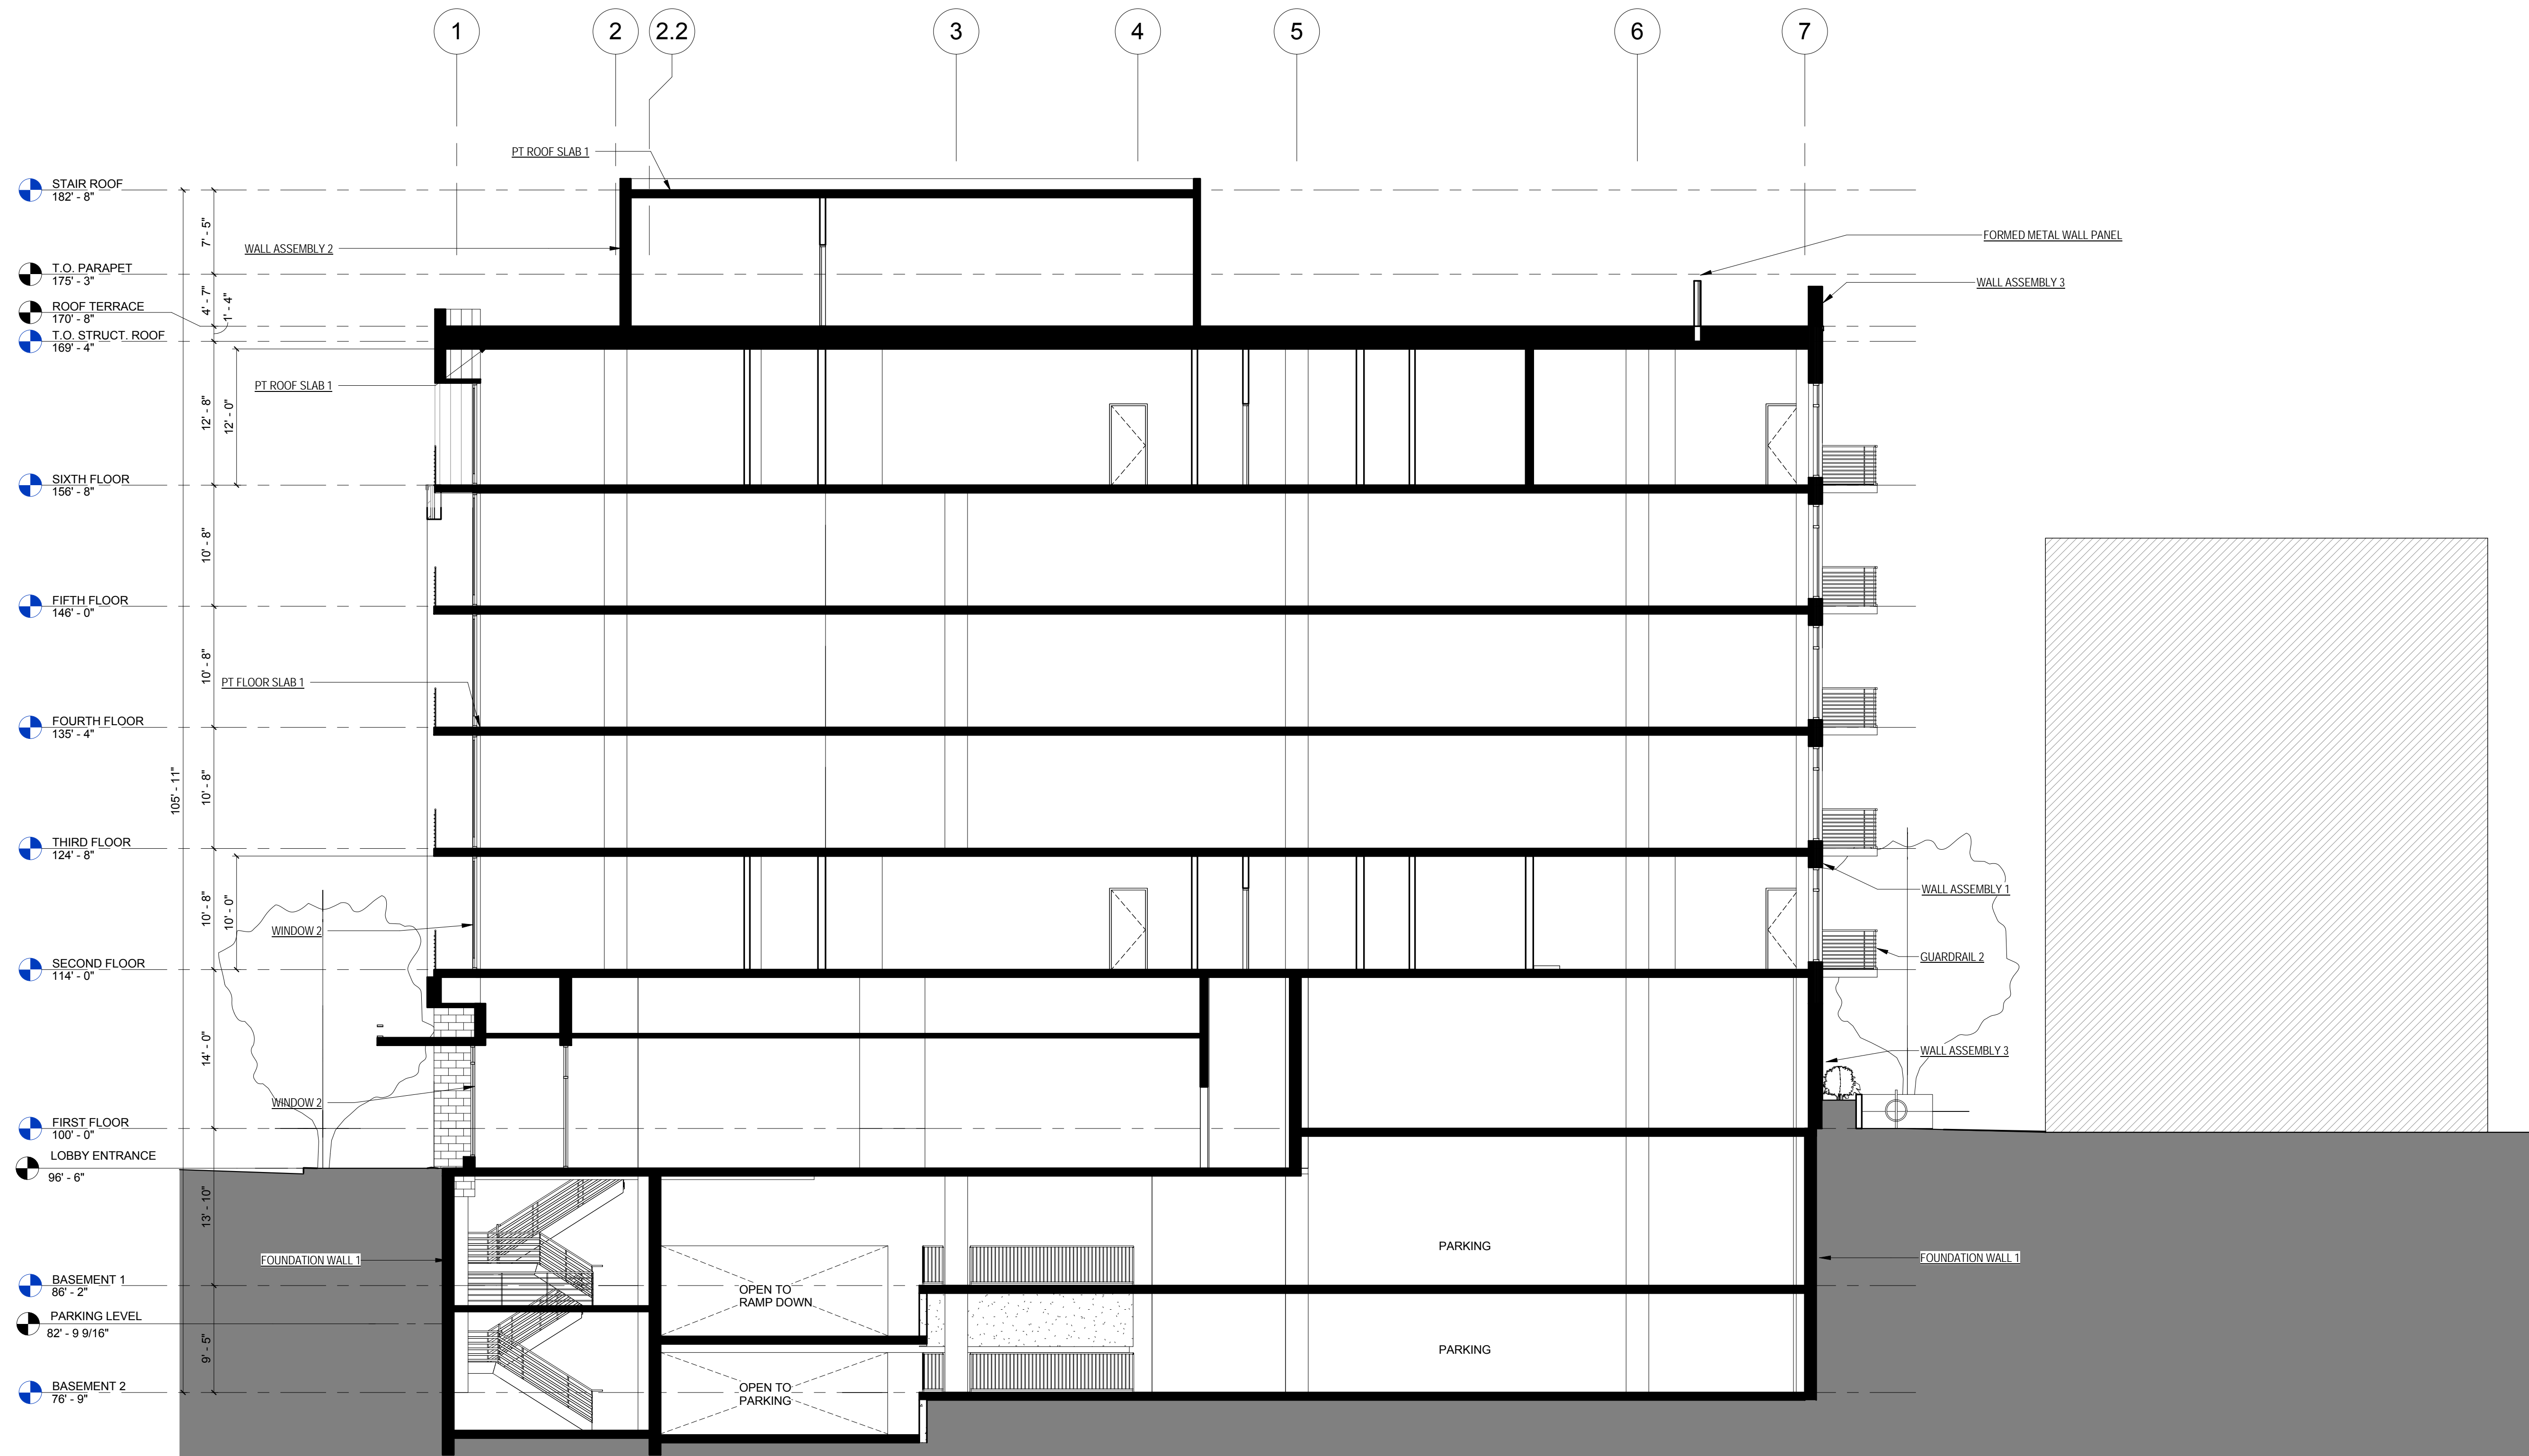 1
2
2.2
3
4
5
6
7
PT ROOF SLAB 1
STAIR ROOF
182' - 8"
7' - 5"
FORMED METAL WALL PANEL
WALL ASSEMBLY 2
T.O. PARAPET
175' - 3"
WALL ASSEMBLY 3
4' - 7"
1' - 4"
ROOF TERRACE
170' - 8"
T.O. STRUCT. ROOF
169' - 4"
PT ROOF SLAB 1
12' - 8"
12' - 0"
SIXTH FLOOR
156' - 8"
10' - 8"
FIFTH FLOOR
146' - 0"
10' - 8"
PT FLOOR SLAB 1
FOURTH FLOOR
135' - 4"
105' - 11"
10' - 8"
THIRD FLOOR
124' - 8"
WALL ASSEMBLY 1
10' - 8"
10' - 0"
WINDOW 2
SECOND FLOOR
114' - 0"
GUARDRAIL 2
14' - 0"
WALL ASSEMBLY 3
WINDOW 2
FIRST FLOOR
100' - 0"
LOBBY ENTRANCE
96' - 6"
13' - 10"
PARKING
FOUNDATION WALL 1
FOUNDATION WALL 1
BASEMENT 1
86' - 2"
OPEN TO
RAMP DOWN
PARKING LEVEL
82' - 9 9/16"
9' - 5"
PARKING
BASEMENT 2
76' - 9"
OPEN TO
PARKING